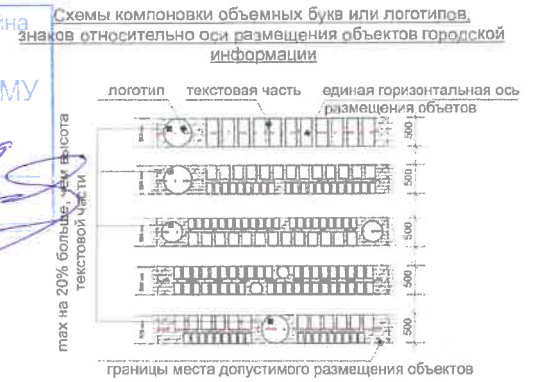 Схемы компоновки объемных букв или логотипов,
знаков относительно оси размещения объектов городской
информации
МУ
логотип текстовая часть единая горизонтальная ось
размещения объетов
max на 20% больше, чем высота
текстовой части
500
500
500
500
500
границы места допустимого размещения объектов